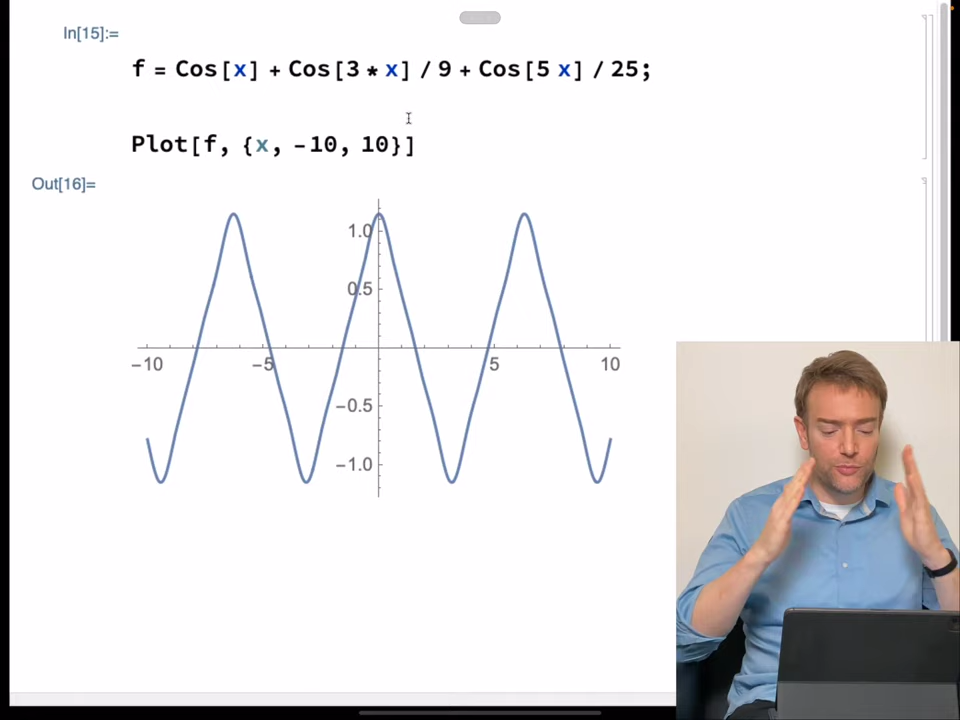 In[15]:=
f = Cos[x] + Cos[3 * x] / 9 + Cos[5 x] / 25;
Plot[f, {x, -10, 10}]
Out[16]=
1.0
0.5
-10
-5
5
10
-0.5
-1.0